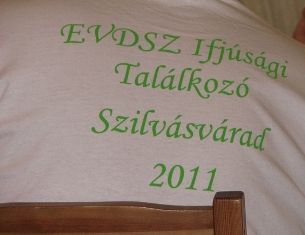 EVDSZ Ifjúsági
Találkozó
Szilvásvárad
2011